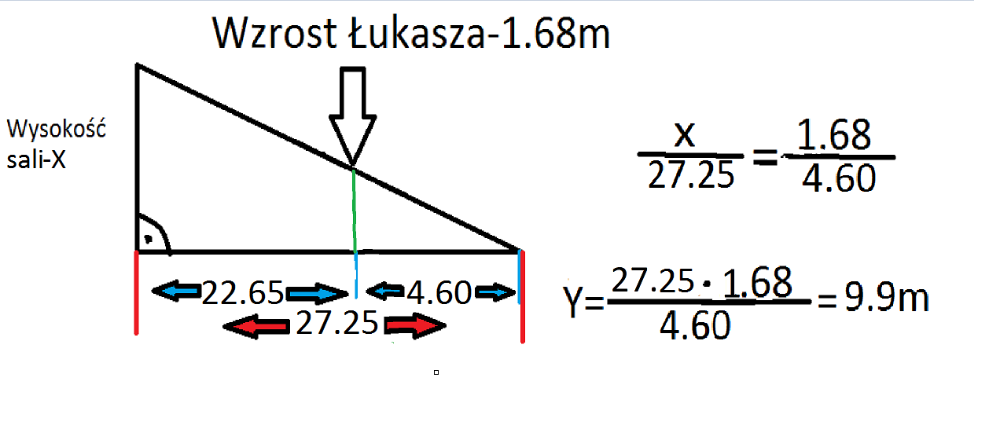 Wzrost Łukasza-1.68m
Wysokość
sali-X
x
27.25
=
1.68
4.60
22.65
4.60
27.25
Y=
27.25 · 1.68
4.60
= 9.9m